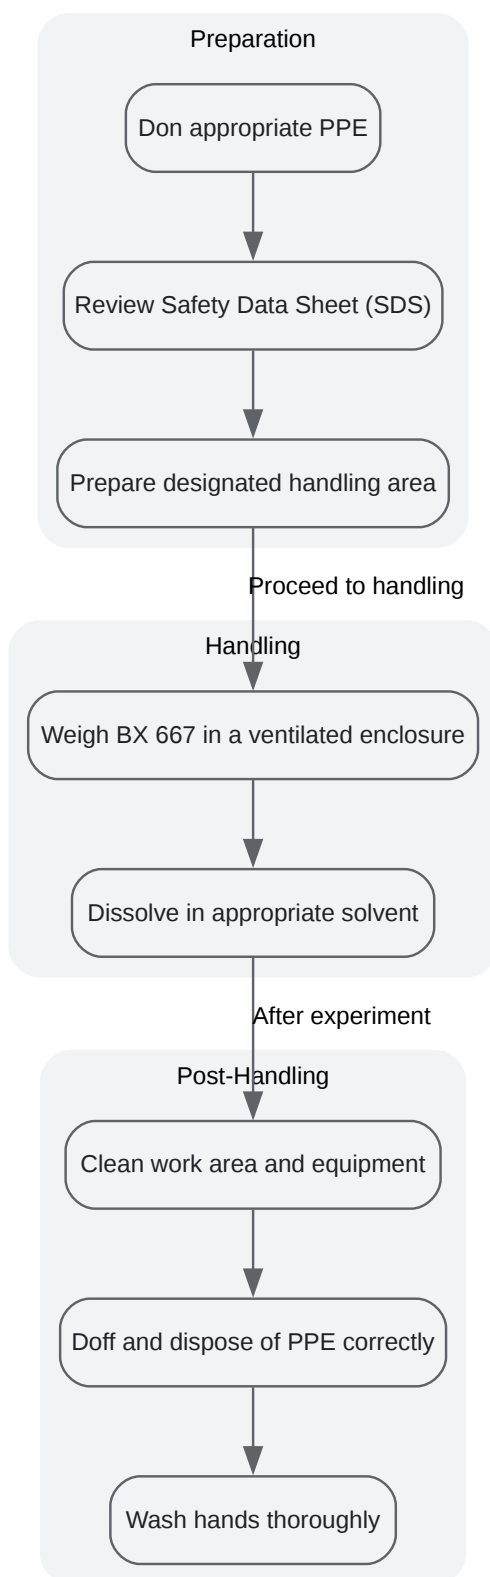 Preparation
Don appropriate PPE
Review Safety Data Sheet (SDS)
Prepare designated handling area
Proceed to handling
Handling
Weigh BX 667 in a ventilated enclosure
Dissolve in appropriate solvent
After experiment
Post-Handling
Clean work area and equipment
Doff and dispose of PPE correctly
Wash hands thoroughly